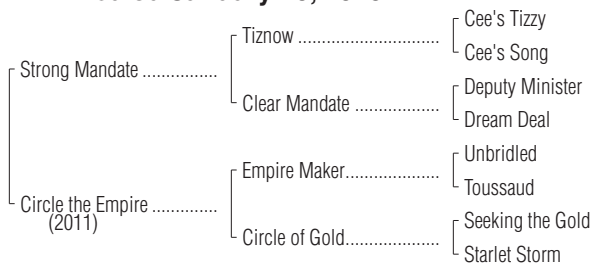 Cee's Tizzy
Tiznow
Cee's Song
Strong Mandate
Deputy Minister
Clear Mandate
Dream Deal
Unbridled
Empire Maker
Toussaud
Circle the Empire
(2011)
Seeking the Gold
Circle of Gold
Starlet Storm